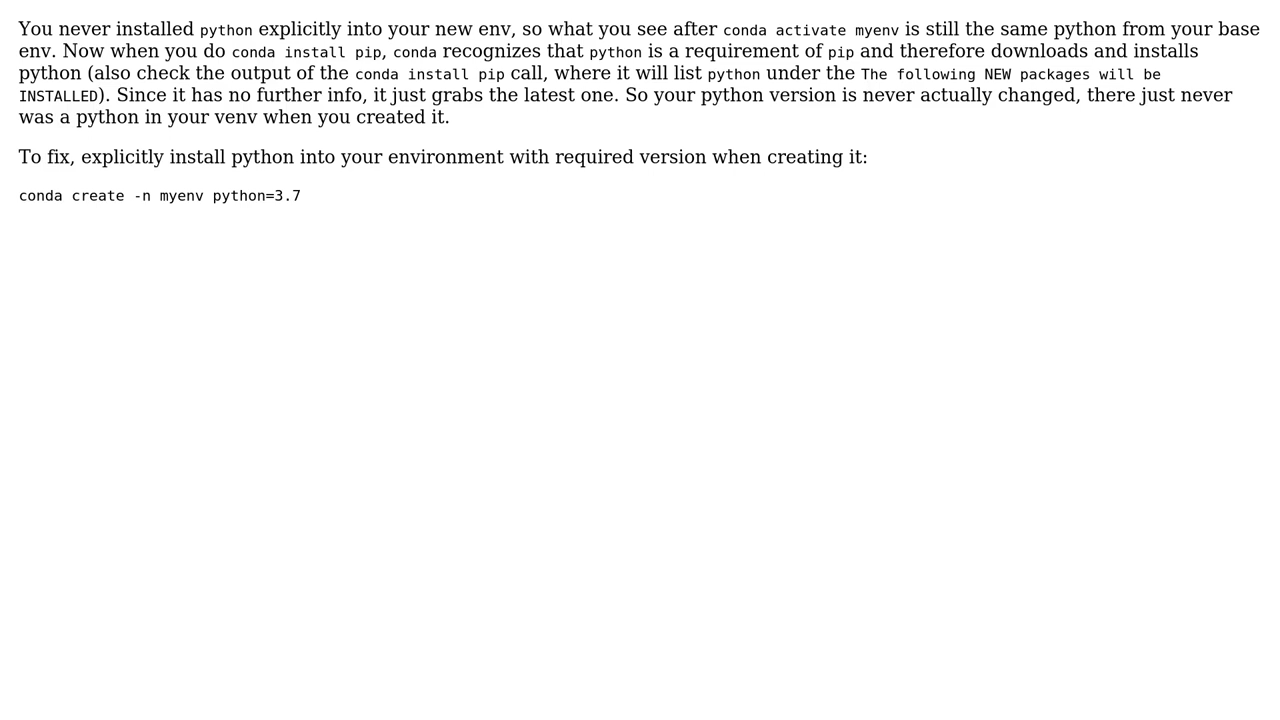 You never installed python explicitly into your new env, so what you see after conda activate myenv is still the same python from your base
env. Now when you do conda install pip, conda recognizes that python is a requirement of pip and therefore downloads and installs
python (also check the output of the conda install pip call, where it will list python under the The following NEW packages will be
INSTALLED). Since it has no further info, it just grabs the latest one. So your python version is never actually changed, there just never
was a python in your venv when you created it.
To fix, explicitly install python into your environment with required version when creating it:
conda create -n myenv python=3.7